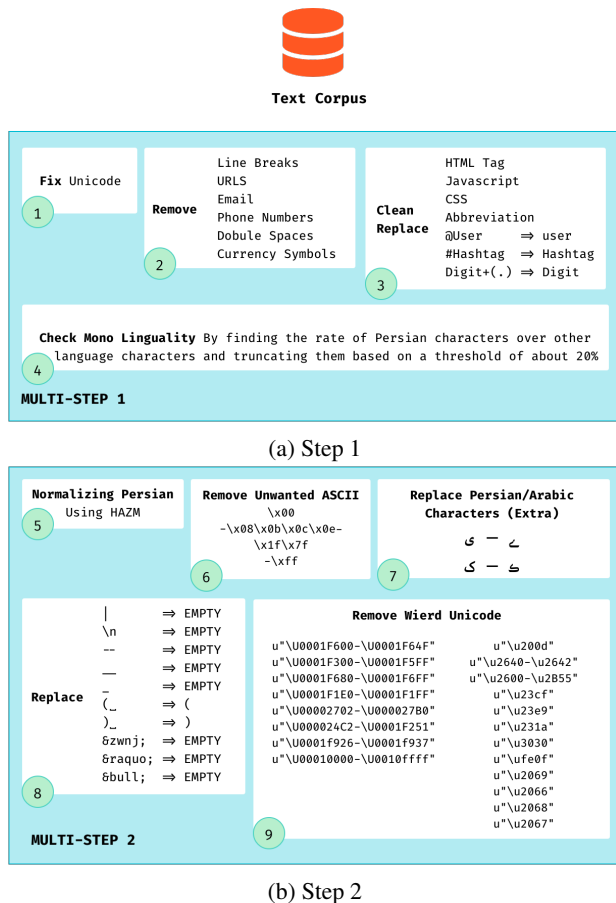 Text Corpus
Fix Unicode
1
Remove
Line Breaks
URLS
Email
Phone Numbers
Dobule Spaces
Currency Symbols
2
Clean
Replace
HTML Tag
Javascript
CSS
Abbreviation
@User ⇒ user
#Hashtag ⇒ Hashtag
Digit+(.) ⇒ Digit
3
Check Mono Linguality By finding the rate of Persian characters over other
language characters and truncating them based on a threshold of about 20%
4
MULTI-STEP 1
(a) Step 1
Normalizing Persian
Using HAZM
5
Remove Unwanted ASCII
\x00
-\x08\x0b\x0c\x0e-
\x1f\x7f
-\xff
6
Replace Persian/Arabic
Characters (Extra)
ے — ی
ڪ — ک
7
Replace
| ⇒ EMPTY
\n ⇒ EMPTY
-- ⇒ EMPTY
__ ⇒ EMPTY
_ ⇒ EMPTY
(␣ ⇒ (
)␣ ⇒ )
&zwnj; ⇒ EMPTY
&raquo; ⇒ EMPTY
&bull; ⇒ EMPTY
8
Remove Wierd Unicode
u"\U0001F600-\U0001F64F"
u"\U0001F300-\U0001F5FF"
u"\U0001F680-\U0001F6FF"
u"\U0001F1E0-\U0001F1FF"
u"\U00002702-\U000027B0"
u"\U000024C2-\U0001F251"
u"\U0001f926-\U0001f937"
u"\U00010000-\U0010ffff"
u"\u200d"
u"\u2640-\u2642"
u"\u2600-\u2B55"
u"\u23cf"
u"\u23e9"
u"\u231a"
u"\u3030"
u"\ufe0f"
u"\u2069"
u"\u2066"
u"\u2068"
u"\u2067"
9
MULTI-STEP 2
(b) Step 2